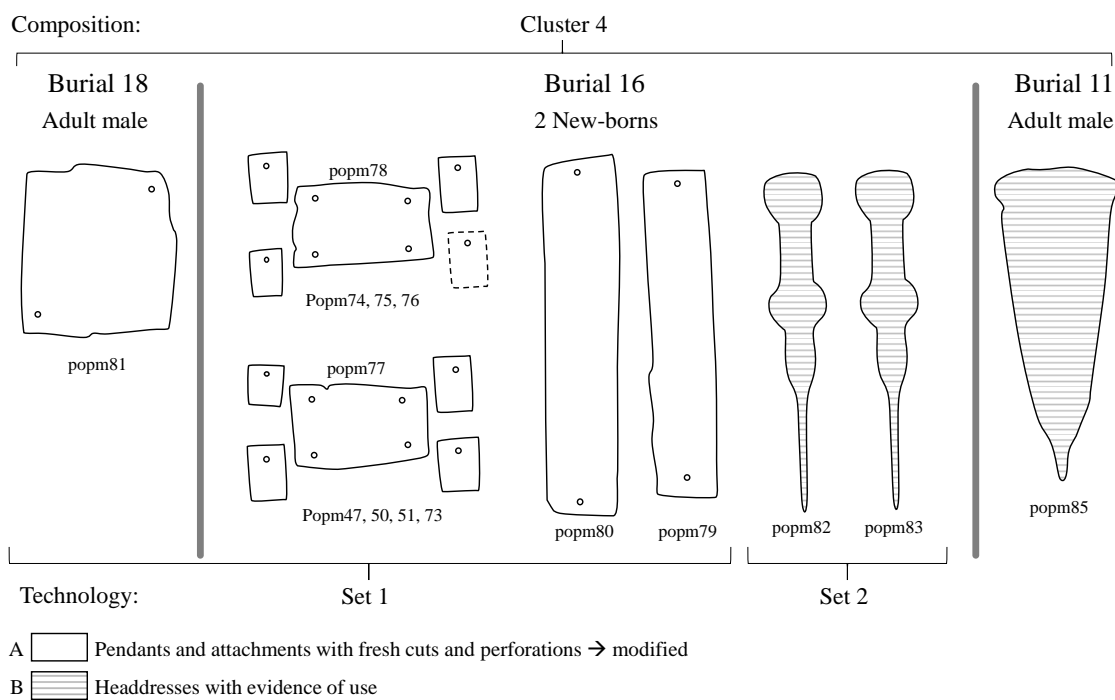 Composition: Cluster 4
Burial 18 Burial 16 Burial 11
Adult male 2 New-borns Adult male
popm78
Popm74, 75, 76
popm81
popm77
Popm47, 50, 51, 73
popm80 popm79 popm82 popm83 popm85
Technology: Set 1 Set 2
A Pendants and attachments with fresh cuts and perforations → modified
B Headdresses with evidence of use